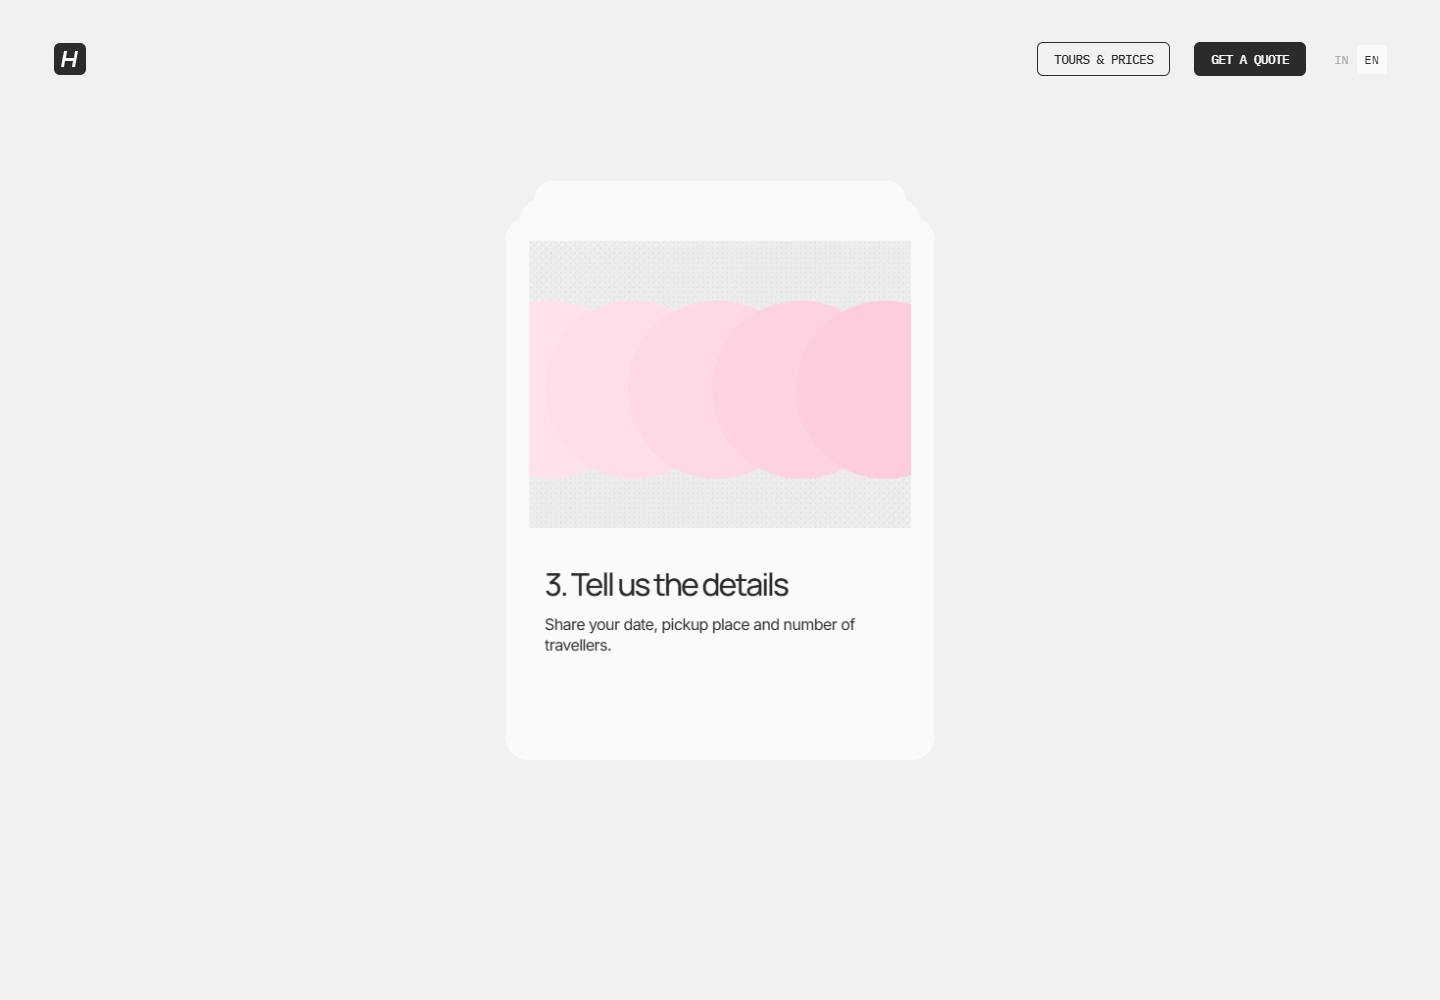 H
TOURS & PRICES
GET A QUOTE
IN
EN
3. Tell us the details
Share your date, pickup place and number of
travellers.